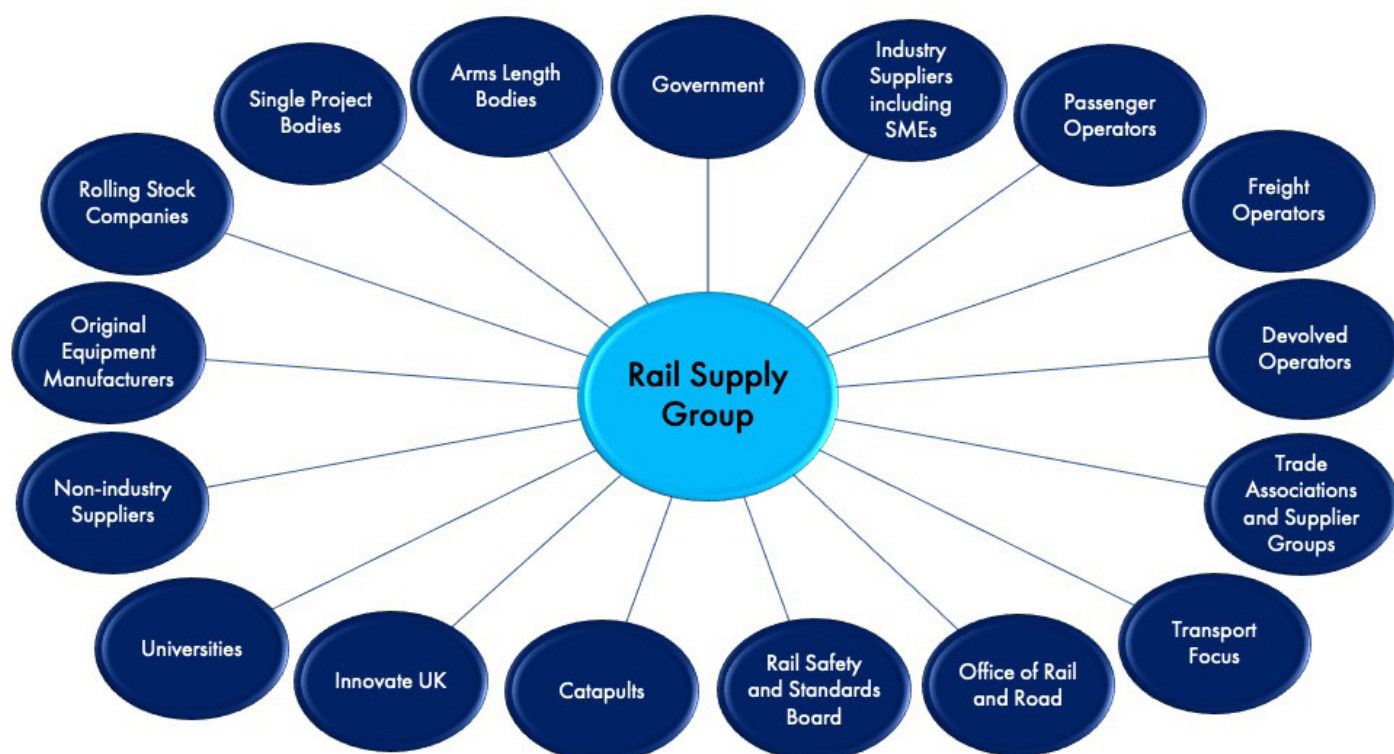 Arms Length
Bodies
Government
Industry
Suppliers
including
SMEs
Single Project
Bodies
Passenger
Operators
Rolling Stock
Companies
Freight
Operators
Original
Equipment
Manufacturers
Rail Supply
Group
Devolved
Operators
Non-industry
Suppliers
Trade
Associations
and Supplier
Groups
Universities
Innovate UK
Catapults
Rail Safety
and Standards
Board
Office of Rail
and Road
Transport
Focus